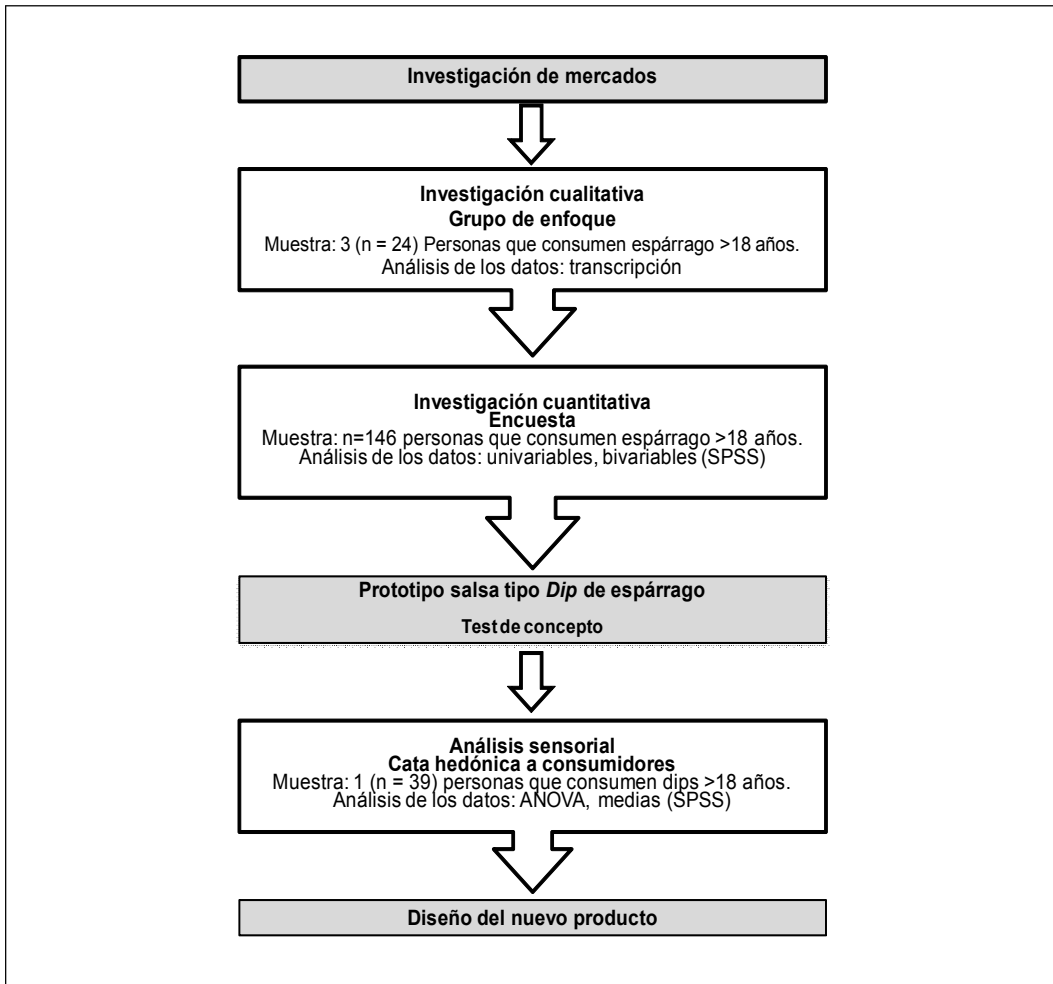 Investigación de mercados
Investigación cualitativa
Grupo de enfoque
Muestra: 3 (n = 24) Personas que consumen espárrago >18 años.
Análisis de los datos: transcripción
Investigación cuantitativa
Encuesta
Muestra: n=146 personas que consumen espárrago >18 años.
Análisis de los datos: univariables, bivariables (SPSS)
Prototipo salsa tipo Dip de espárrago
Test de concepto
Análisis sensorial
Cata hedónica a consumidores
Muestra: 1 (n = 39) personas que consumen dips >18 años.
Análisis de los datos: ANOVA, medias (SPSS)
Diseño del nuevo producto